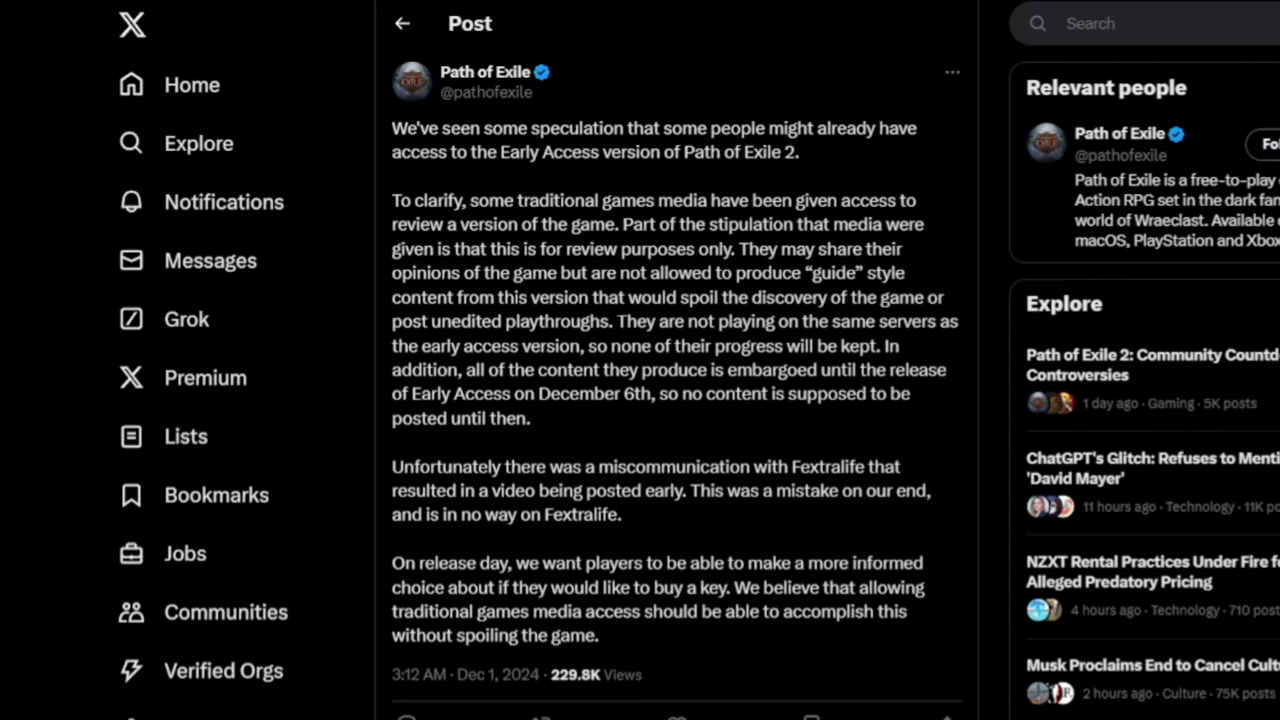 Home
Explore
Notifications
Messages
Grok
Premium
Lists
Bookmarks
Jobs
Communities
Verified Orgs
Post
Path of Exile
@pathofexile
We've seen some speculation that some people might already have
access to the Early Access version of Path of Exile 2.
To clarify, some traditional games media have been given access to
review a version of the game. Part of the stipulation that media were
given is that this is for review purposes only. They may share their
opinions of the game but are not allowed to produce “guide” style
content from this version that would spoil the discovery of the game or
post unedited playthroughs. They are not playing on the same servers as
the early access version, so none of their progress will be kept. In
addition, all of the content they produce is embargoed until the release
of Early Access on December 6th, so no content is supposed to be
posted until then.
Unfortunately there was a miscommunication with Fextralife that
resulted in a video being posted early. This was a mistake on our end,
and is in no way on Fextralife.
On release day, we want players to be able to make a more informed
choice about if they would like to buy a key. We believe that allowing
traditional games media access should be able to accomplish this
without spoiling the game.
3:12 AM · Dec 1, 2024 · 229.8K Views
Search
Relevant people
Path of Exile
Fo
@pathofexile
Path of Exile is a free-to-play
Action RPG set in the dark fan
world of Wraeclast. Available
macOS, PlayStation and Xbox
Explore
Path of Exile 2: Community Countd
Controversies
1 day ago · Gaming · 5K posts
ChatGPT's Glitch: Refuses to Menti
'David Mayer'
11 hours ago · Technology · 11K po
NZXT Rental Practices Under Fire f
Alleged Predatory Pricing
4 hours ago · Technology · 710 po
Musk Proclaims End to Cancel Cult
2 hours ago · Culture · 75K posts